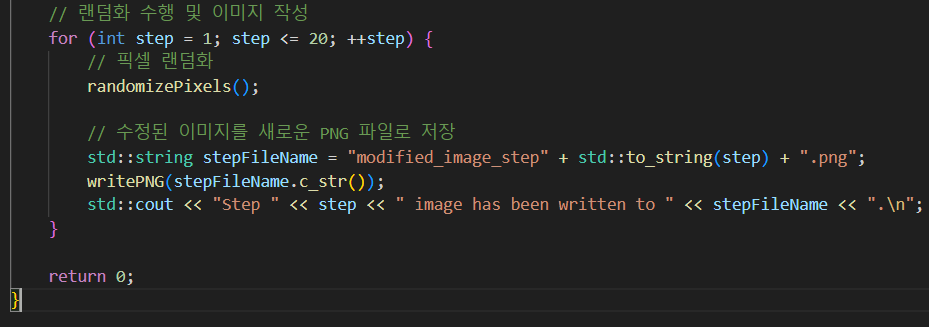 // 랜덤화 수행 및 이미지 작성
for (int step = 1; step <= 20; ++step) {
// 픽셀 랜덤화
randomizePixels();
// 수정된 이미지를 새로운 PNG 파일로 저장
std::string stepFileName = "modified_image_step" + std::to_string(step) + ".png";
writePNG(stepFileName.c_str());
std::cout << "Step " << step << " image has been written to " << stepFileName << ".\n";
}
return 0;
}